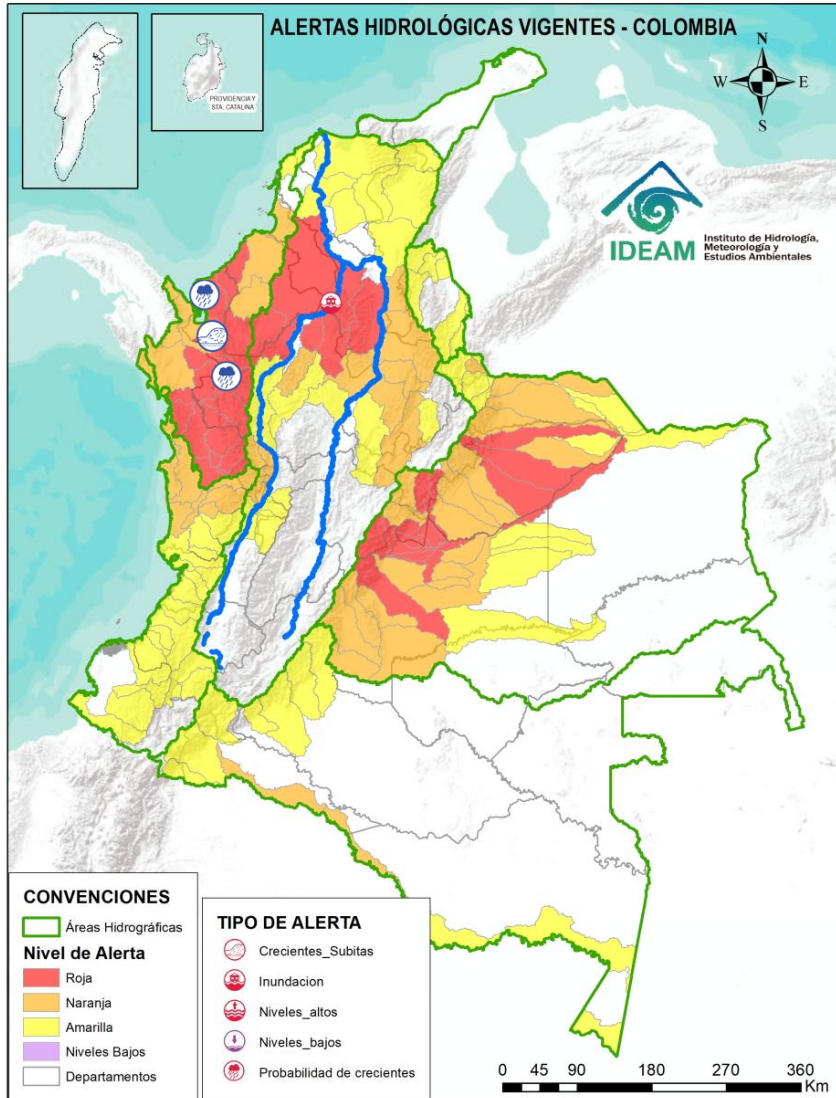 ALERTAS HIDROLÓGICAS VIGENTES - COLOMBIA
PROVIDENCIA Y
STA. CATALINA
N
W
E
S
IDEAM
Instituto de Hidrología,
Meteorología y
Estudios Ambientales
CONVENCIONES
Áreas Hidrográficas
Nivel de Alerta
Roja
Naranja
Amarilla
Niveles Bajos
Departamentos
TIPO DE ALERTA
Crecientes_Subitas
Inundacion
Niveles_altos
Niveles_bajos
Probabilidad de crecientes
0 45 90 180 270 360
Km